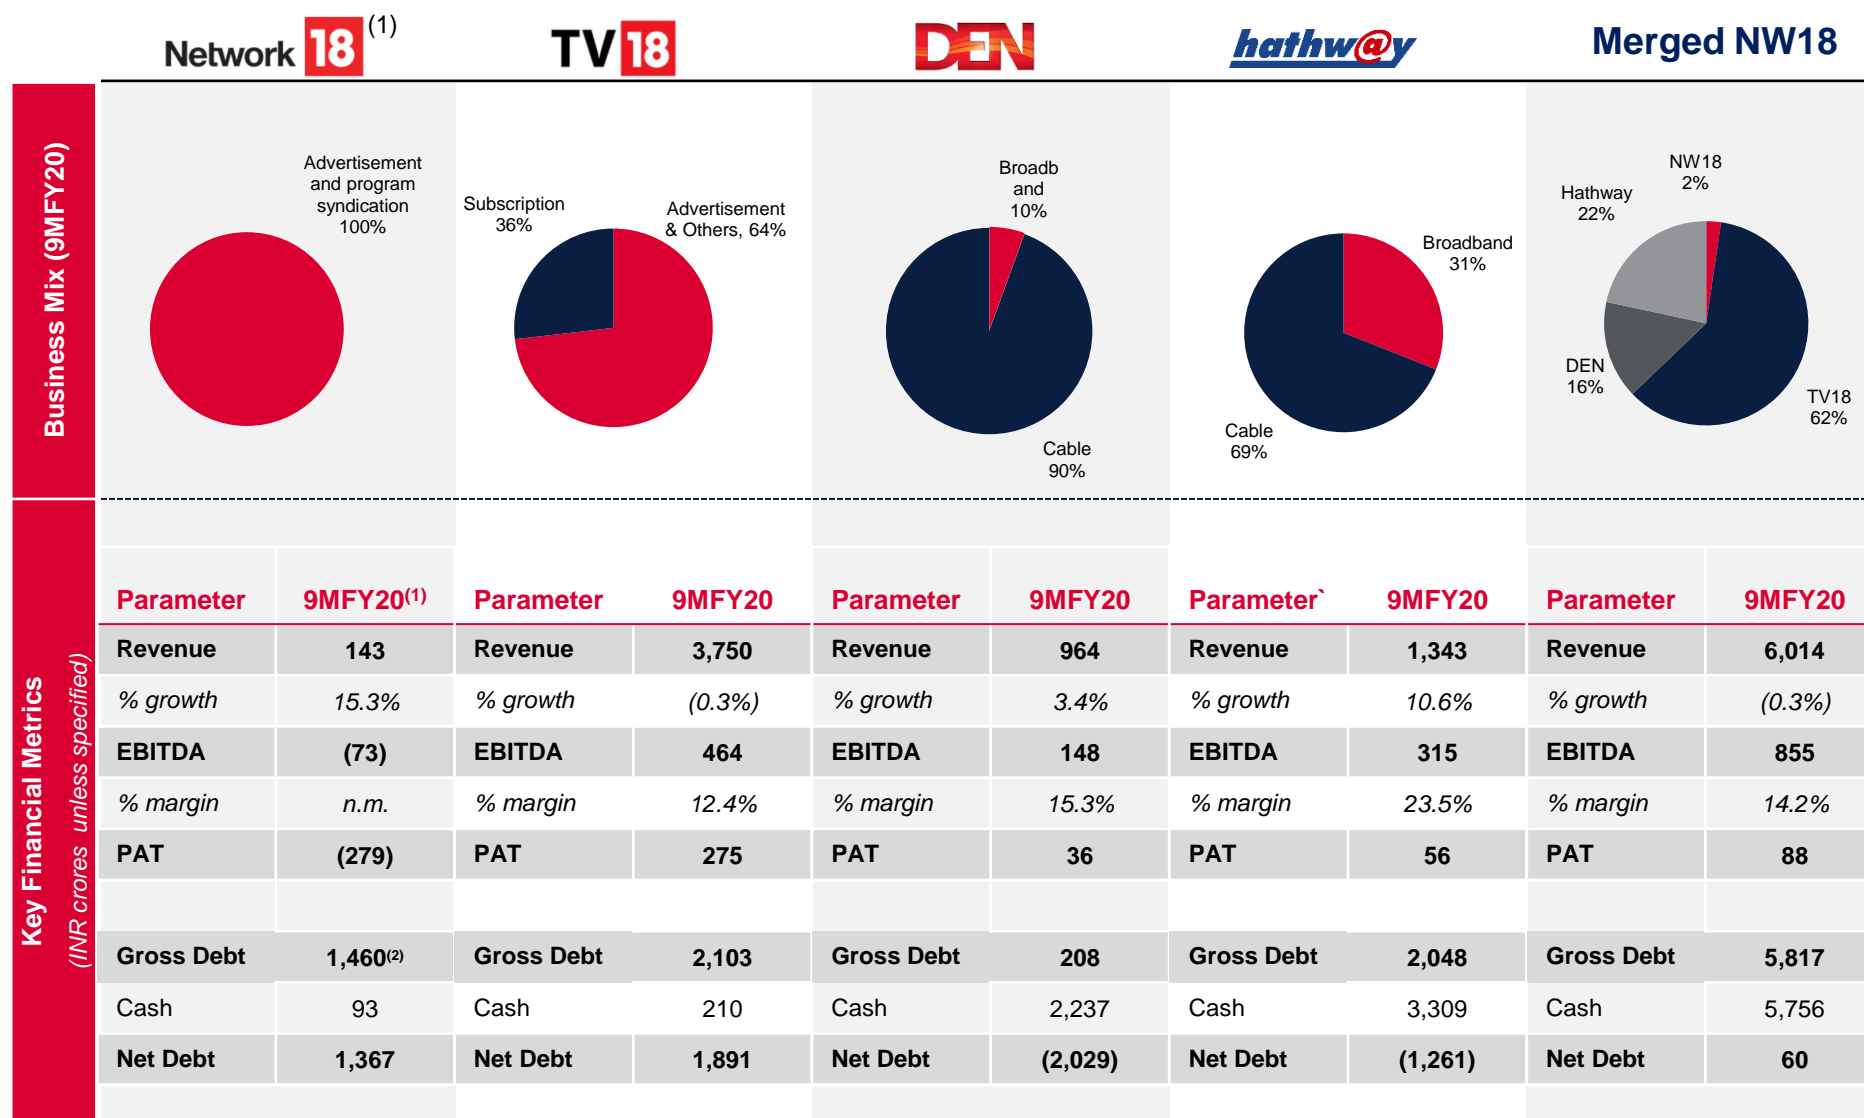 Network 18 (1)
TV18
DEN
hathw@y
Merged NW18
Business Mix (9MFY20)
Advertisement
and program
syndication
100%
Subscription
36%
Advertisement
& Others, 64%
Broadb
and
10%
Cable
90%
Broadband
31%
Cable
69%
NW18
2%
Hathway
22%
DEN
16%
TV18
62%
Key Financial Metrics
(INR crores unless specified)
Parameter 9MFY20(1) Parameter 9MFY20 Parameter 9MFY20 Parameter` 9MFY20 Parameter 9MFY20
Revenue 143 Revenue 3,750 Revenue 964 Revenue 1,343 Revenue 6,014
% growth 15.3% % growth (0.3%) % growth 3.4% % growth 10.6% % growth (0.3%)
EBITDA (73) EBITDA 464 EBITDA 148 EBITDA 315 EBITDA 855
% margin n.m. % margin 12.4% % margin 15.3% % margin 23.5% % margin 14.2%
PAT (279) PAT 275 PAT 36 PAT 56 PAT 88
Gross Debt 1,460(2) Gross Debt 2,103 Gross Debt 208 Gross Debt 2,048 Gross Debt 5,817
Cash 93 Cash 210 Cash 2,237 Cash 3,309 Cash 5,756
Net Debt 1,367 Net Debt 1,891 Net Debt (2,029) Net Debt (1,261) Net Debt 60